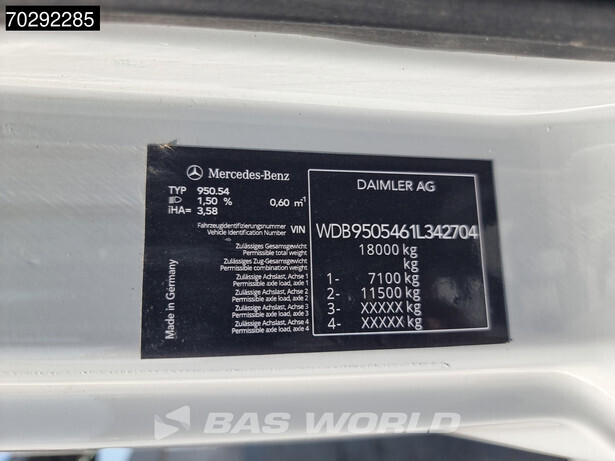 70292285
Mercedes-Benz
DAIMLER AG
TYP 950.54
1,50 % 0,60 m⁻¹
iHA= 3,58
Fahrzeugidentifizierungsnummer
Vehicle Identification Number VIN WDB9505461L342704
Zulässiges Gesamtgewicht
Permissible total weight 18000 kg
Zulässiges Zug-Gesamtgewicht
Permissible combination weight kg
Zulässige Achslast, Achse 1
Permissible axle load, axle 1 1- 7100 kg
Zulässige Achslast, Achse 2
Permissible axle load, axle 2 2- 11500 kg
Zulässige Achslast, Achse 3
Permissible axle load, axle 3 3- XXXXX kg
Zulässige Achslast, Achse 4
Permissible axle load, axle 4 4- XXXXX kg
Made in Germany
BAS WORLD